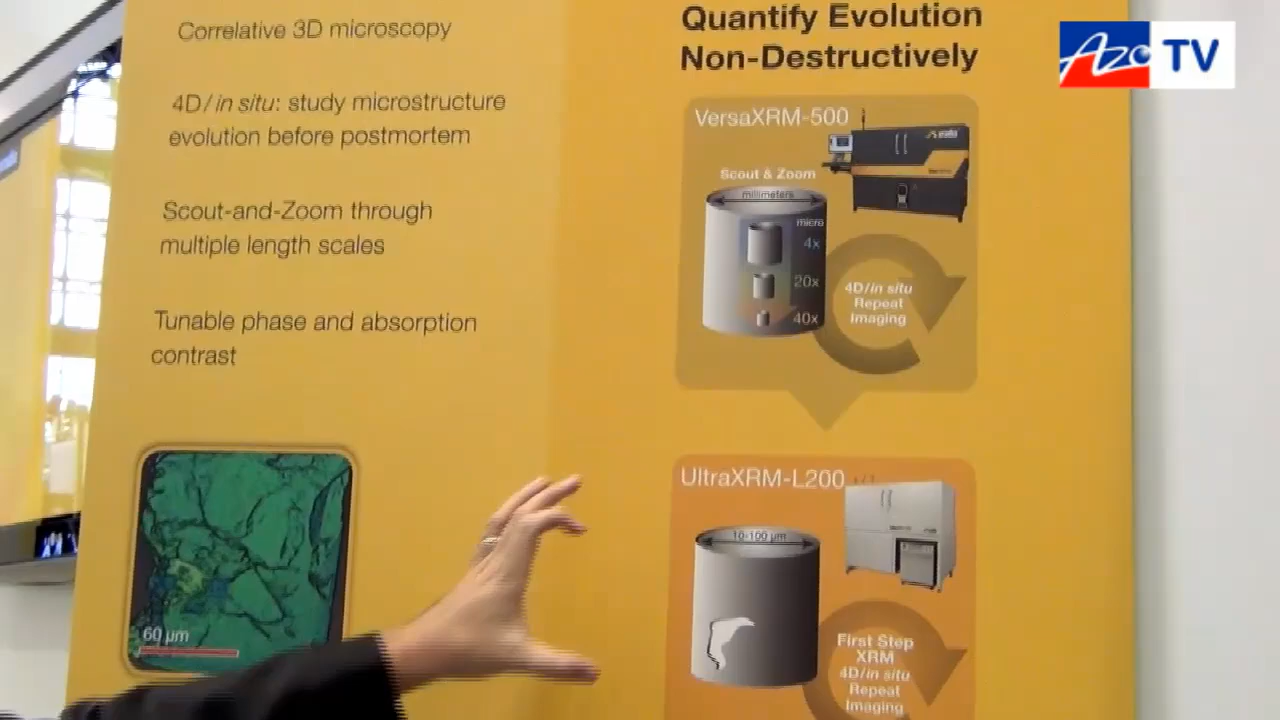 Correlative 3D microscopy
4D/in situ: study microstructure
evolution before postmortem
Scout-and-Zoom through
multiple length scales
Tunable phase and absorption
contrast
60 µm
Quantify Evolution
Non-Destructively
VersaXRM-500
Scout & Zoom
millimeters
micro
4x
20x
40x
4D/in situ
Repeat
Imaging
UltraXRM-L200
10-100 µm
First Step
XRM
4D/in situ
Repeat
Imaging
AZo TV